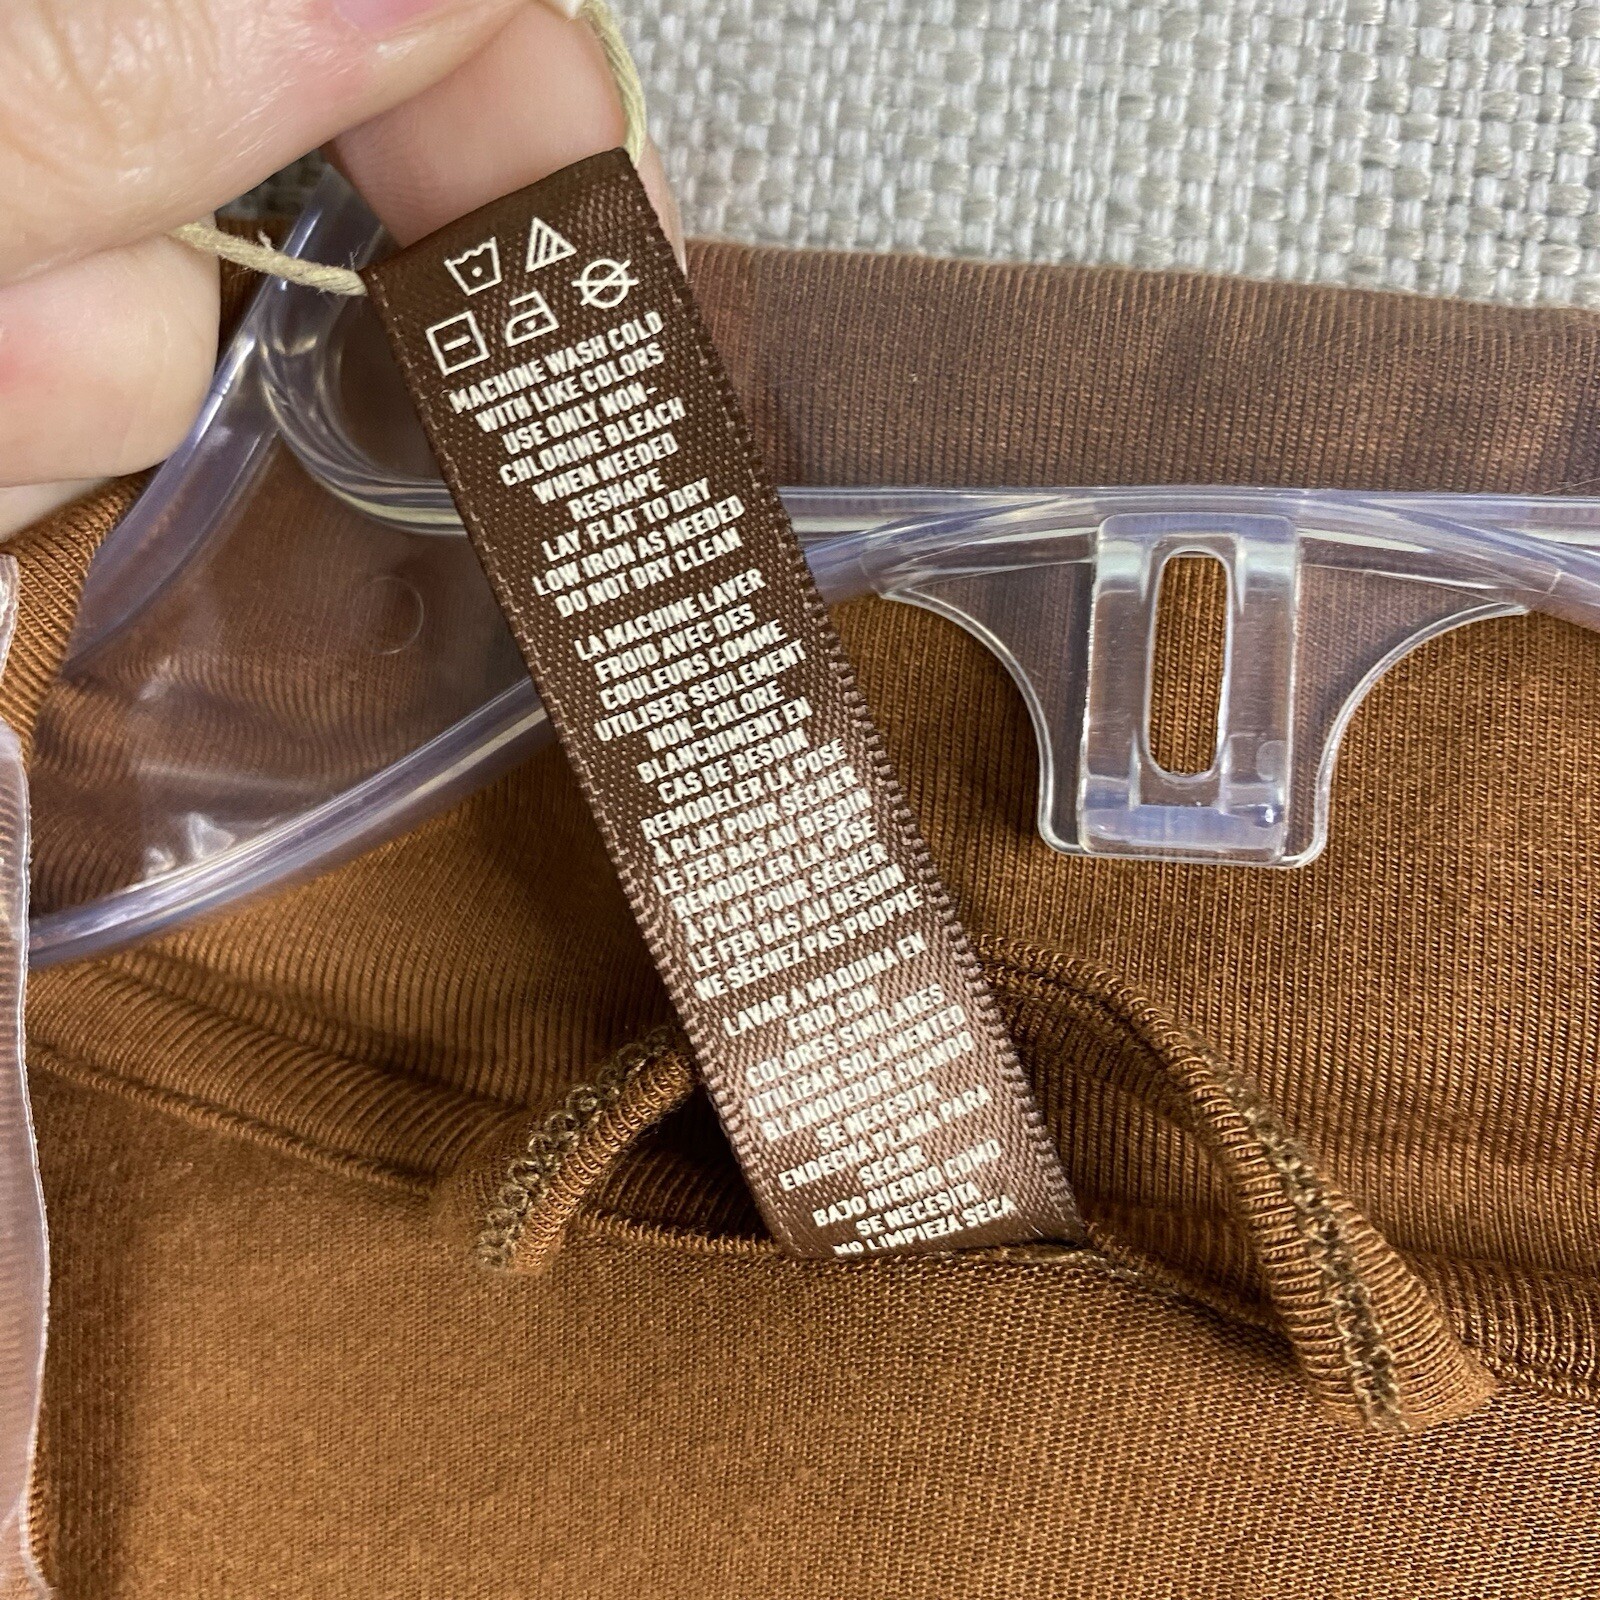 MACHINE WASH COLD
WITH LIKE COLORS
USE ONLY NON-
CHLORINE BLEACH
WHEN NEEDED
RESHAPE
LAY FLAT TO DRY
LOW IRON AS NEEDED
DO NOT DRY CLEAN
LA MACHINE LAVER
FROID AVEC DES
COULEURS COMME
UTILISER SEULEMENT
NON-CHLORE
BLANCHIMENT EN
CAS DE BESOIN
REMODELER LA POSE
À PLAT POUR SÉCHER
LE FER BAS AU BESOIN
REMODELER LA POSE
À PLAT POUR SÉCHER
LE FER BAS AU BESOIN
NE SÉCHEZ PAS PROPRE
LAVAR A MAQUINA EN
FRIO CON
COLORES SIMILARES
UTILIZAR SOLAMENTED
BLANQUEDOR CUANDO
SE NECESITA
ENDECHA PLANA PARA
SECAR
BAJO HIERRO COMO
SE NECESITA
NO LIMPIEZA SECA